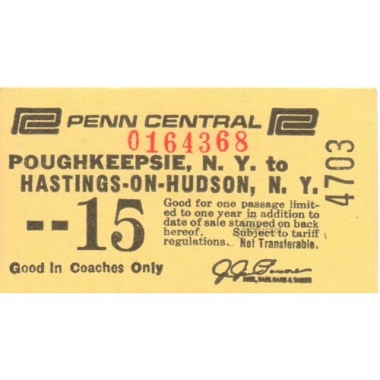 PENN CENTRAL
0164368
POUGHKEEPSIE, N. Y. to
HASTINGS-ON-HUDSON, N. Y.
--15
Good for one passage limit-
ed to one year in addition to
date of sale stamped on back
hereof. Subject to tariff
regulations. Not Transferable.
Good In Coaches Only
4703